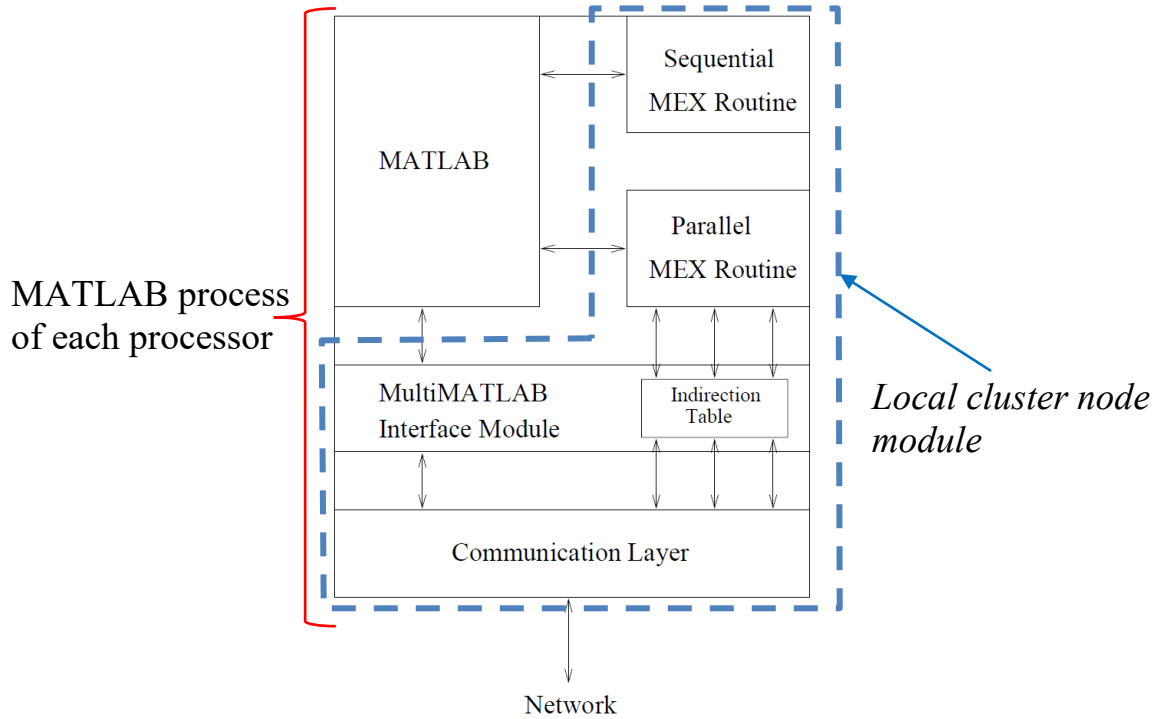 Sequential
MEX Routine
MATLAB
Parallel
MEX Routine
MATLAB process
of each processor
MultiMATLAB
Interface Module
Indirection
Table
Local cluster node
module
Communication Layer
Network